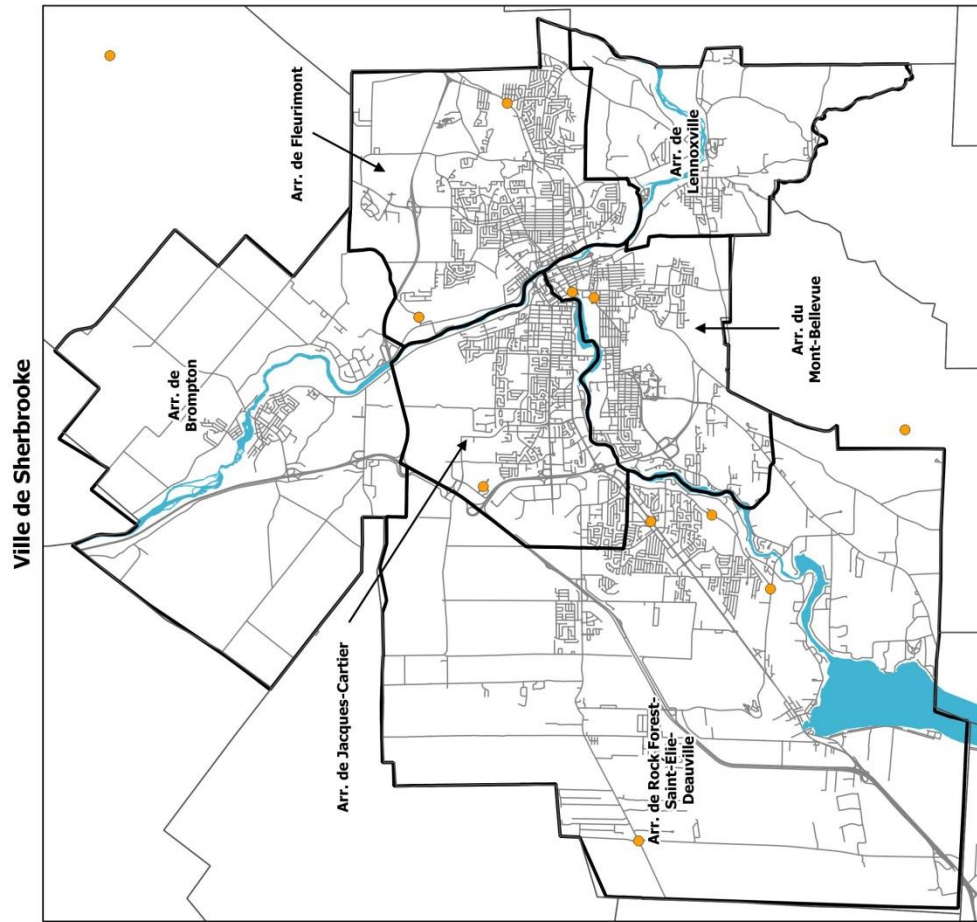 Ville de Sherbrooke
Arr. de Fleurimont
Arr. de
Brompton
Arr. de
Lennoxville
Arr. de Jacques-Cartier
Arr. du
Mont-Bellevue
Arr. de Rock Forest-
Saint-Élie-
Deauville